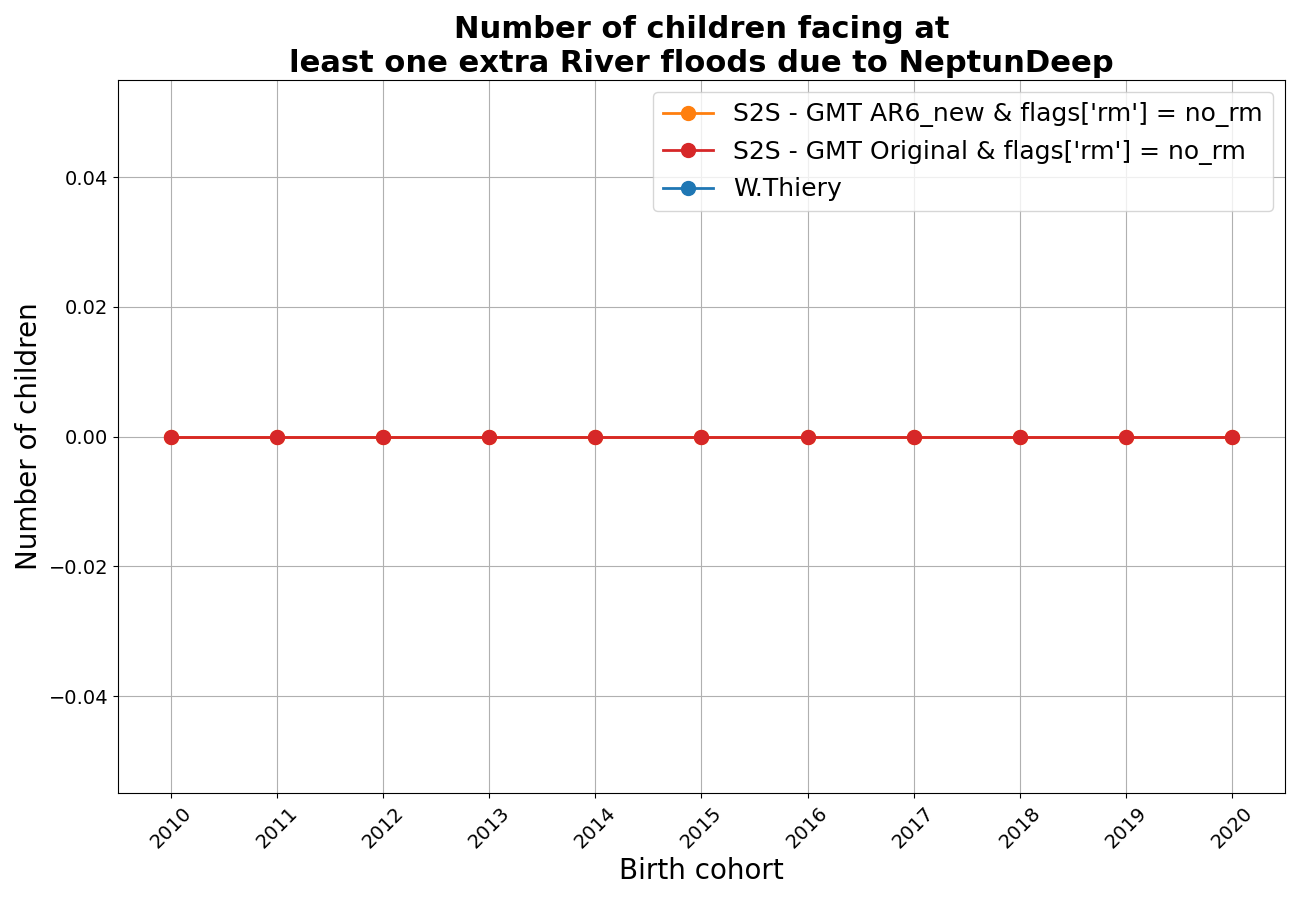 Number of children facing at
least one extra River floods due to NeptunDeep
S2S - GMT AR6_new & flags['rm'] = no_rm
S2S - GMT Original & flags['rm'] = no_rm
W.Thiery
Number of children
0.04
0.02
0.00
−0.02
−0.04
2010 2011 2012 2013 2014 2015 2016 2017 2018 2019 2020
Birth cohort